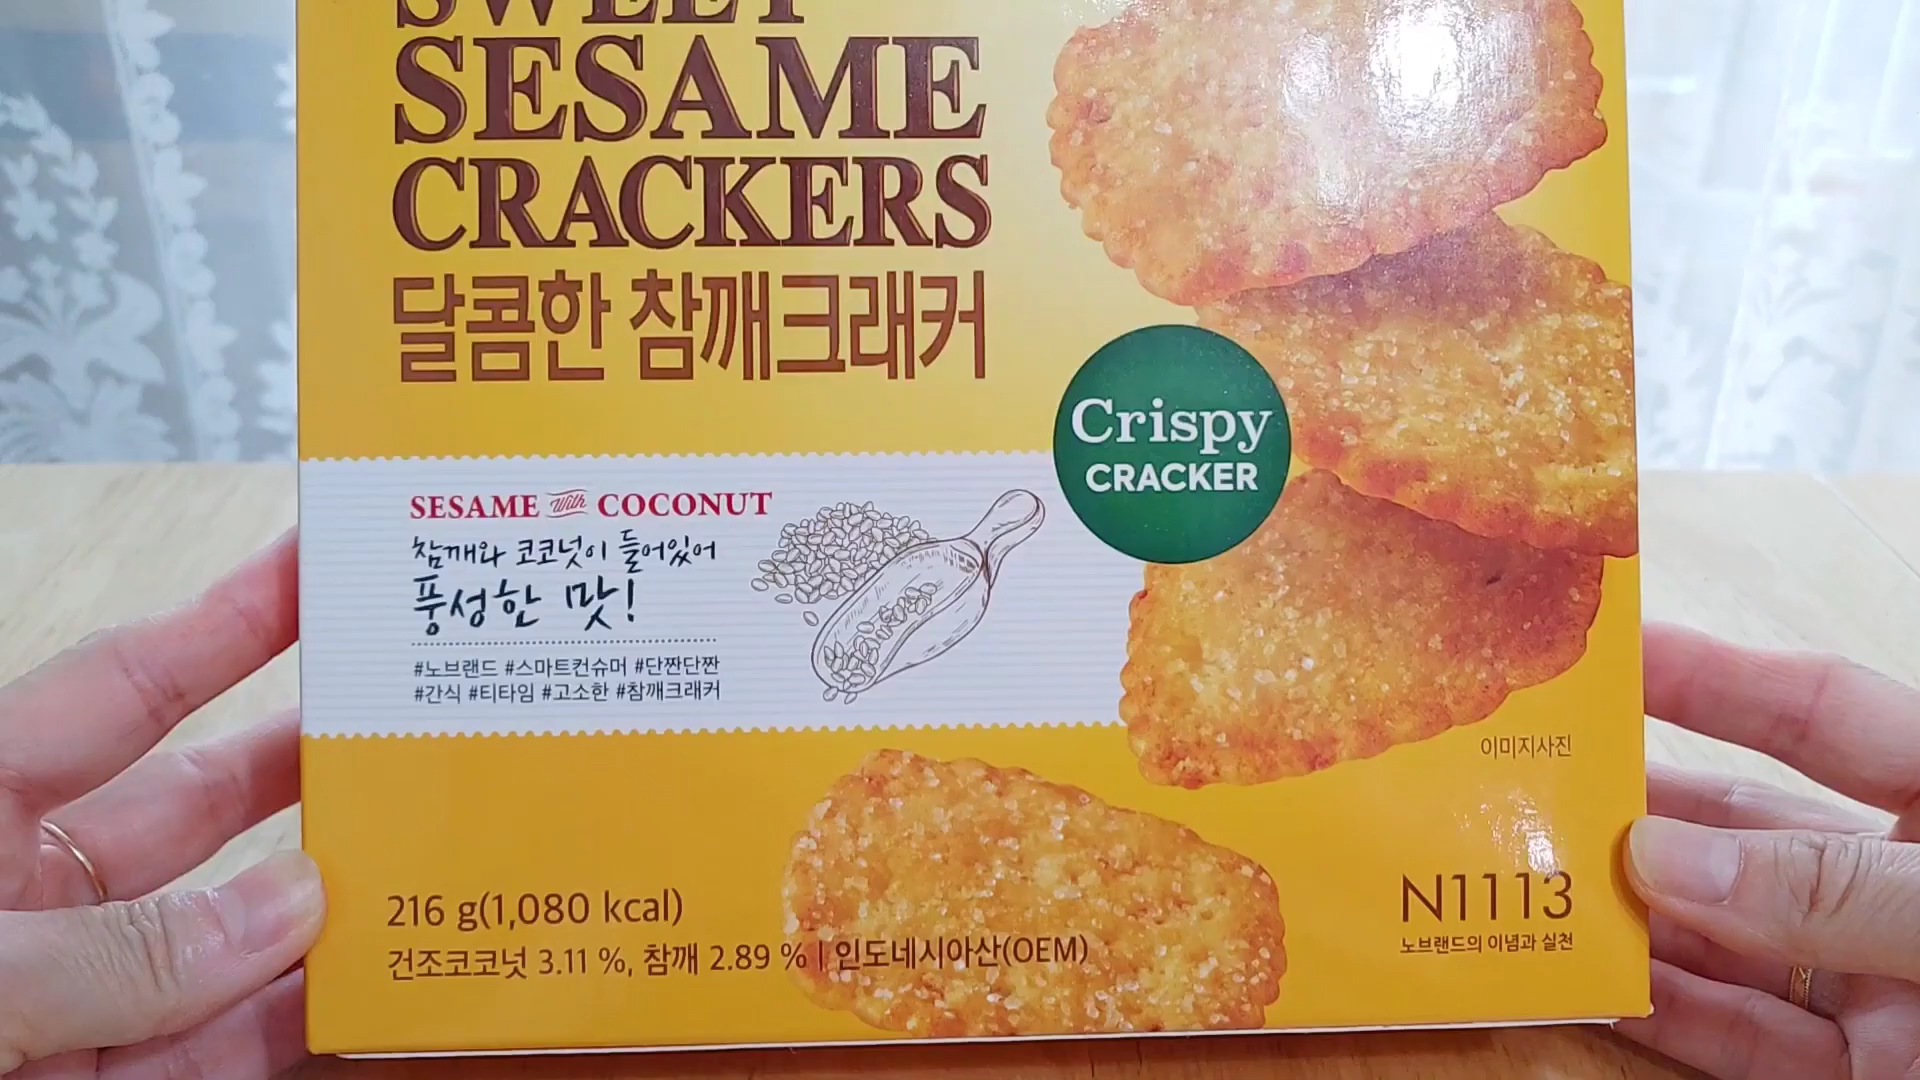 SWEET
SESAME
CRACKERS
달콤한 참깨크래커
Crispy
CRACKER
SESAME With COCONUT
참깨와 코코넛이 들어있어
풍성한 맛!
#노브랜드 #스마트컨슈머 #단짠단짠
#간식 #티타임 #고소한 #참깨크래커
이미지사진
216 g(1,080 kcal)
건조코코넛 3.11 %, 참깨 2.89 % | 인도네시아산(OEM)
N1113
노브랜드의 이념과 실천